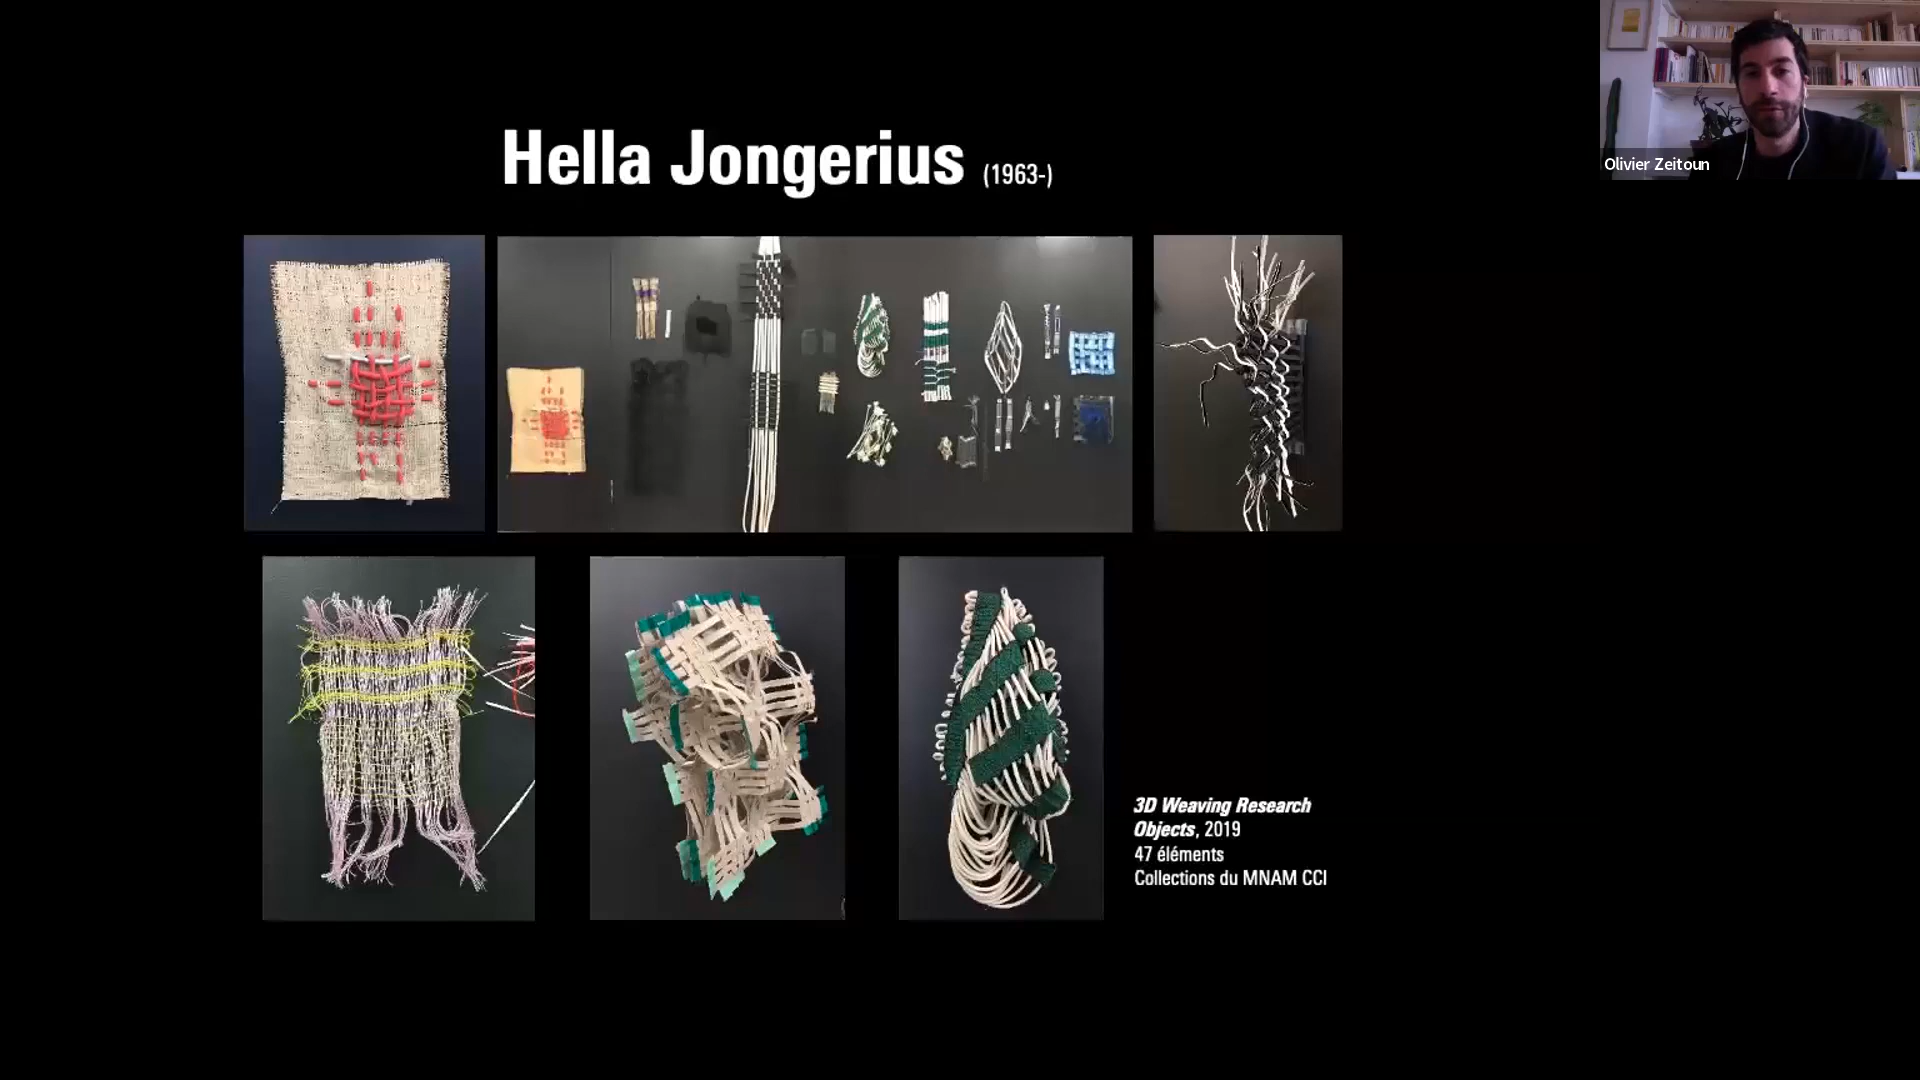 Hella Jongerius (1963-)
Olivier Zeitoun
3D Weaving Research
Objects, 2019
47 éléments
Collections du MNAM CCI